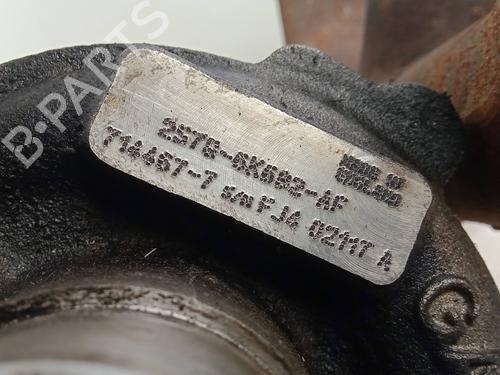 B-PARTS
2S7Q-6K682-AF
714467-7 S/N FJA 0211T A
MADE IN
ENGLAND
G